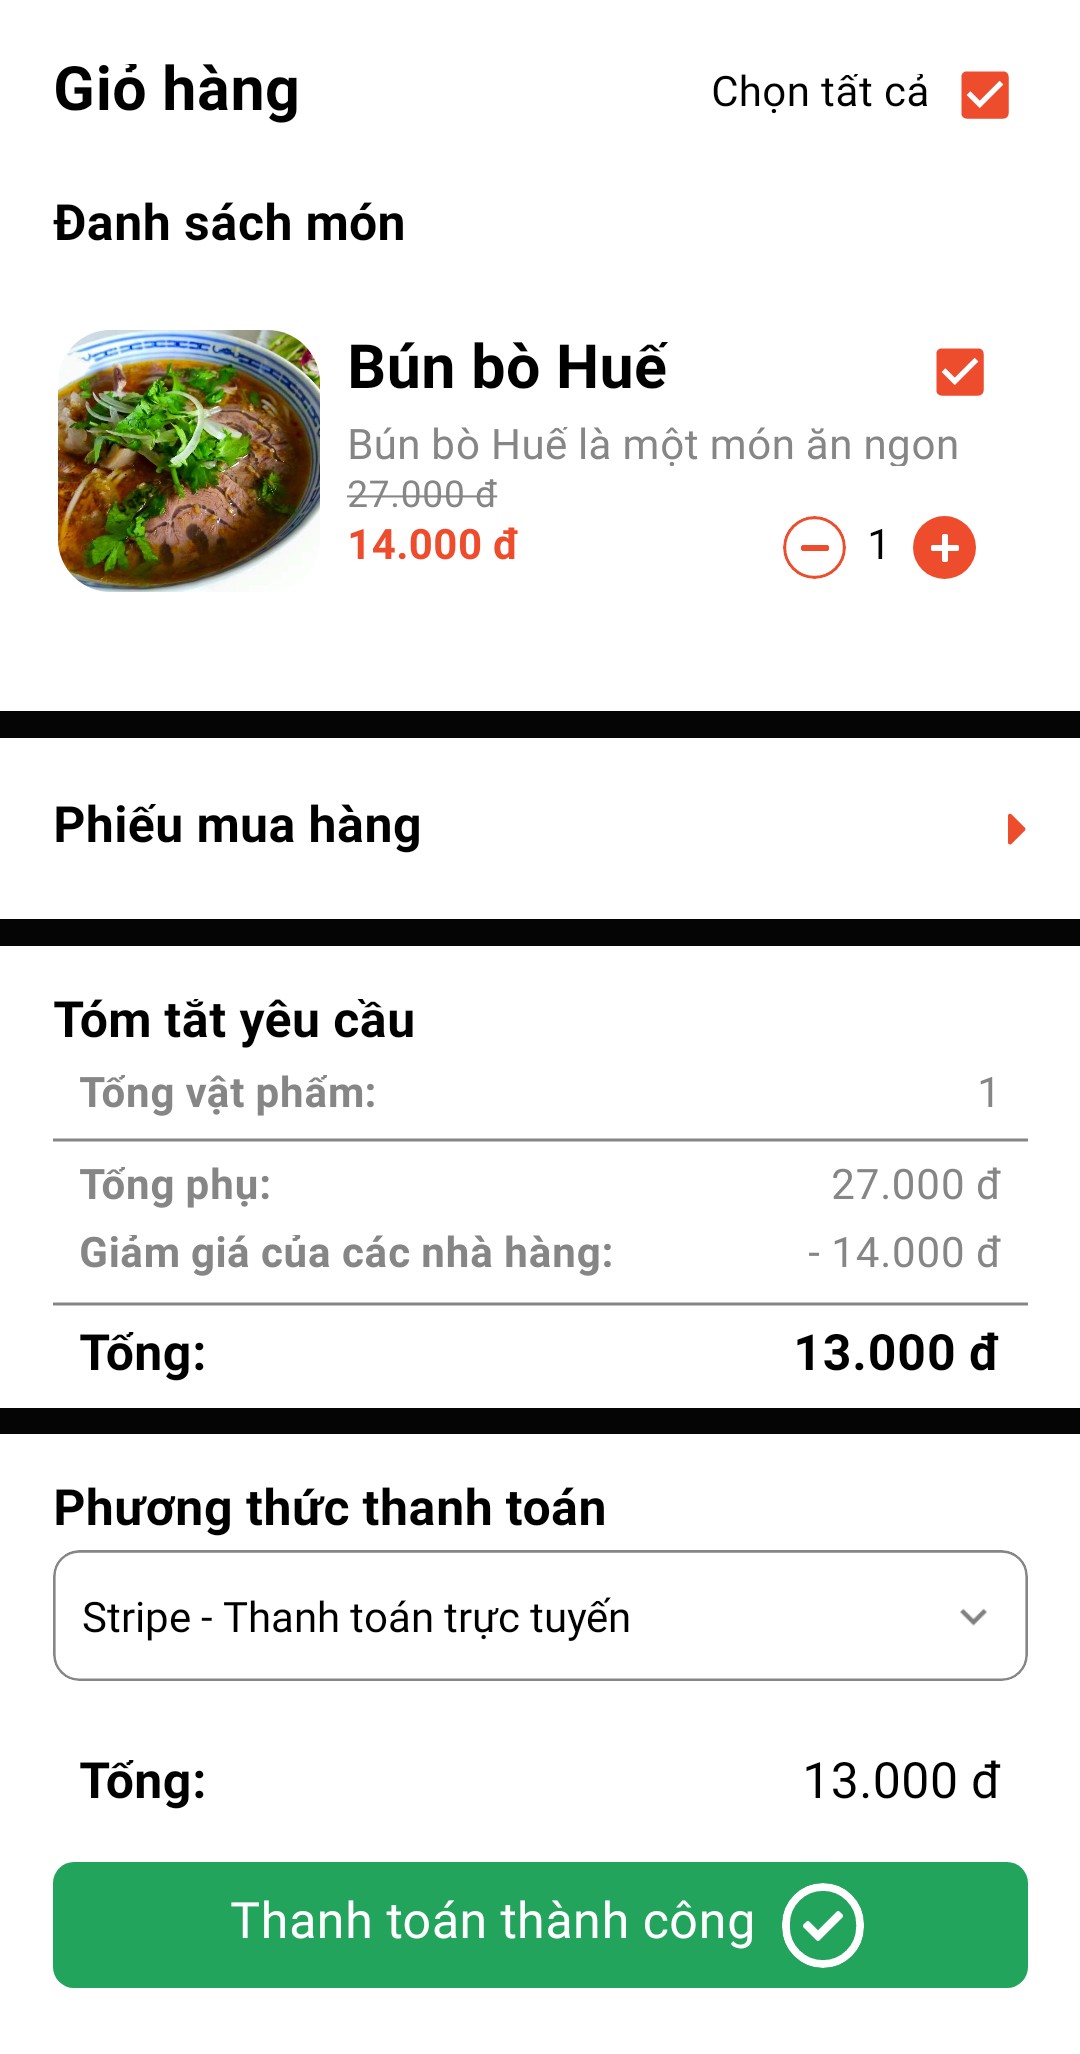 Giỏ hàng
Chọn tất cả
Đanh sách món
Bún bò Huế
Bún bò Huế là một món ăn ngon
27.000 đ
14.000 đ
1
Phiếu mua hàng
Tóm tắt yêu cầu
Tổng vật phẩm: 1
Tổng phụ: 27.000 đ
Giảm giá của các nhà hàng: - 14.000 đ
Tổng: 13.000 đ
Phương thức thanh toán
Stripe - Thanh toán trực tuyến
Tổng: 13.000 đ
Thanh toán thành công